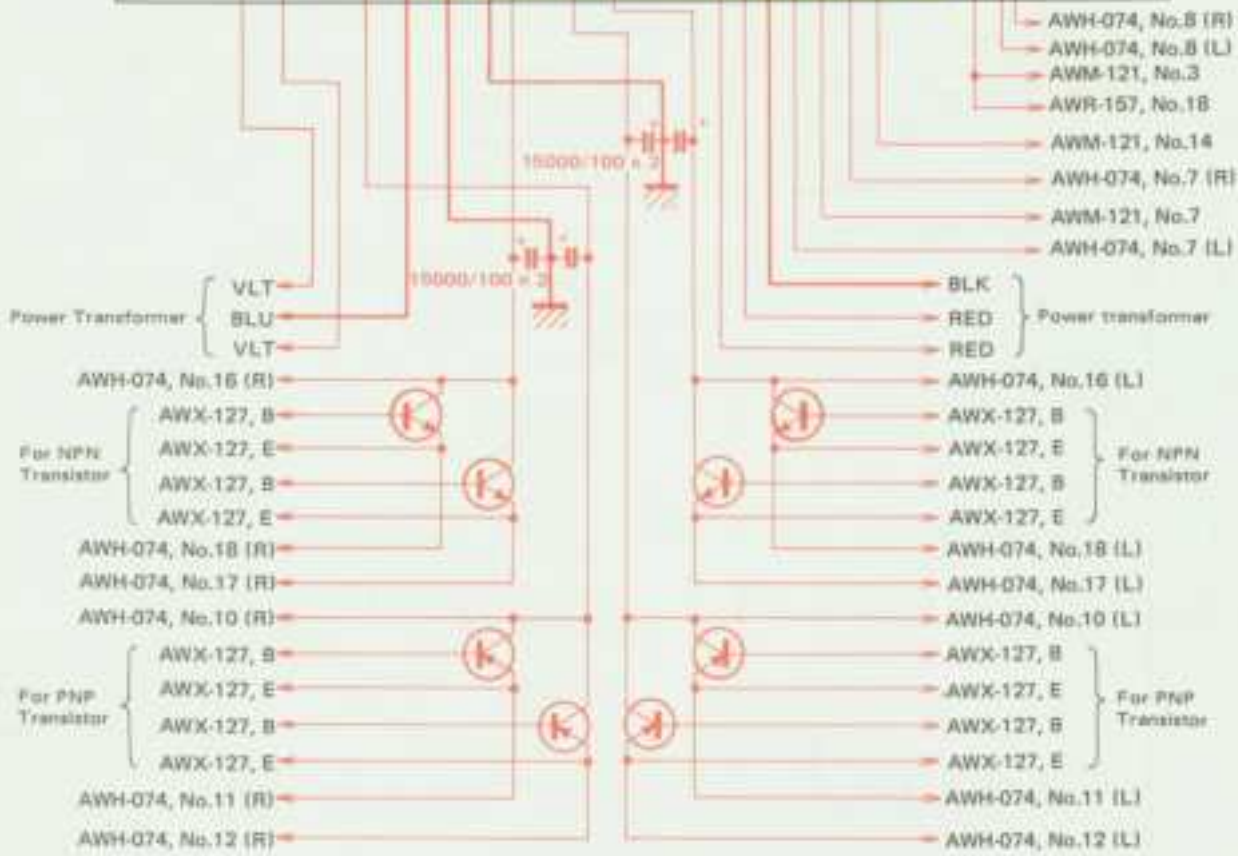 AWH-074, No.8 (R)
AWH-074, No.8 (L)
AWM-121, No.3
AWR-157, No.18
AWM-121, No.14
AWH-074, No.7 (R)
AWM-121, No.7
AWH-074, No.7 (L)
15000/100 × 2
15000/100 × 2
Power Transformar
VLT
BLU
VLT
BLK
RED
RED
Power transformar
AWH-074, No.16 (R)
For NPN
Transistor
AWX-127, B
AWX-127, E
AWX-127, B
AWX-127, E
AWH-074, No.18 (R)
AWH-074, No.17 (R)
AWH-074, No.10 (R)
For PNP
Transistor
AWX-127, B
AWX-127, E
AWX-127, B
AWX-127, E
AWH-074, No.11 (R)
AWH-074, No.12 (R)
AWH-074, No.16 (L)
AWX-127, B
AWX-127, E
AWX-127, B
AWX-127, E
For NPN
Transistor
AWH-074, No.18 (L)
AWH-074, No.17 (L)
AWH-074, No.10 (L)
AWX-127, B
AWX-127, E
AWX-127, B
AWX-127, E
For PNP
Transistor
AWH-074, No.11 (L)
AWH-074, No.12 (L)